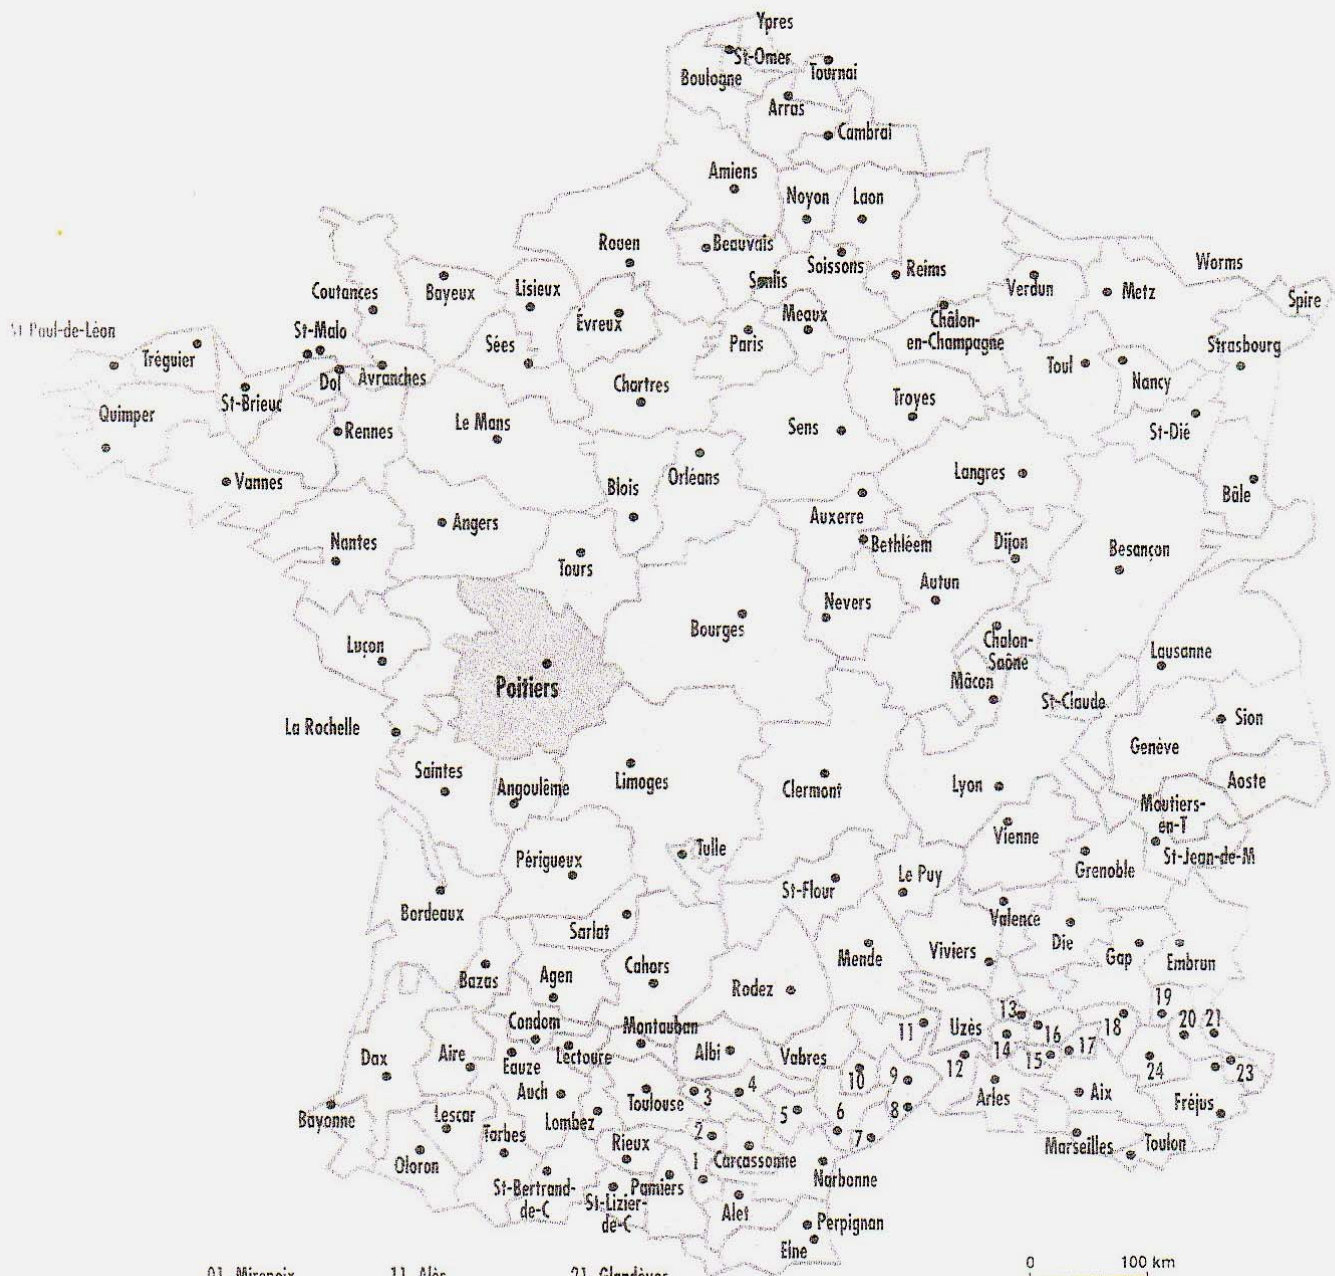 Ypres
St-Omer
Boulogne
Tournai
Arras
Cambrai
Amiens
Noyon
Laon
Rouen
Beauvais
Soissons
Senlis
Reims
Worms
Verdun
Metz
Spire
Coutances
Bayeux
Lisieux
Évreux
Meaux
Paris
Châlon-
en-Champagne
St Paul-de-Léon
St-Malo
Tréguier
Sées
Dol
Avranches
Toul
Nancy
Strasbourg
Chartres
Troyes
St-Brieuc
Quimper
Rennes
Le Mans
Sens
St-Dié
Vannes
Blois
Orléans
Langres
Bâle
Angers
Auxerre
Nantes
Tours
Bethléem
Dijon
Besançon
Autun
Nevers
Bourges
Luçon
Chalon-
Saône
Lausanne
Poitiers
Mâcon
St-Claude
La Rochelle
Sion
Genève
Saintes
Angoulême
Limoges
Clermont
Lyon
Aoste
Moutiers-
en-T
Vienne
Tulle
Périgueux
St-Jean-de-M
Grenoble
St-Flour
Le Puy
Bordeaux
Valence
Sarlat
Die
Mende
Viviers
Gap
Embrun
Cahors
Bazas
Agen
Rodez
19
13
Condom
Montauban
11
Uzès
16
18
20
21
Dax
Aire
Eauze
Lectoure
Albi
Vabres
14
17
12
15
10
9
24
23
Auch
Toulouse
3
4
Arles
Aix
Fréjus
Bayonne
Lescar
Lombez
5
6
8
Tarbes
2
7
Rieux
Marseilles
Toulon
Oloron
1
Carcassonne
Narbonne
St-Bertrand-
de-C
St-Lizier-
de-C
Pamiers
Alet
Perpignan
Elne
0 100 km
01 Mirepoix 11 Alès 21 Glandèves